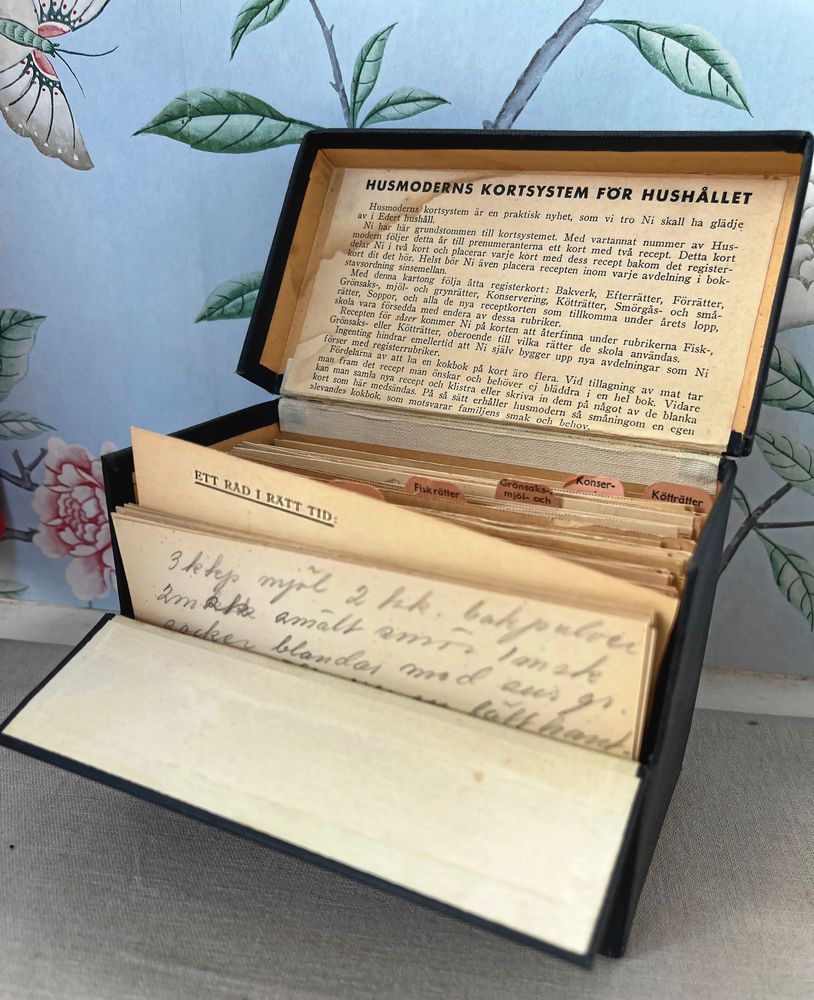 HUSMODERNS KORTSYSTEM FÖR HUSHÅLLET
Husmoderns kortsystem är en praktisk nyhet, som vi tro Ni skall ha glädje
av i Edert hushåll.
Ni har här grundstommen till kortsystemet. Med vartannat nummer av Hus-
modern följer detta år till prenumeranterna ett kort med två recept. Detta kort
delar Ni i två kort och placerar varje kort med dess recept bakom det register-
kort dit det hör. Helst bör Ni även placera recepten inom varje avdelning i bok-
stavsordning sinsemellan.
Med denna kartong följa åtta registerkort: Bakverk, Efterrätter, Förrätter,
Grönsaks-, mjöl- och grynrätter, Konservering, Kötträtter, Smörgås- och små-
rätter, Soppor, och alla de nya receptkorten som tillkomma under årets lopp,
skola vara försedda med endera av dessa rubriker.
Recepten för såser kommer Ni på korten att återfinna under rubrikerna Fisk-,
Grönsaks- eller Kötträtter, oberoende till vilka rätter de skola användas.
Ingenting hindrar emellertid att Ni själv bygger upp nya avdelningar som Ni
förser med registerrubriker.
Fördelarna av att ha en kokbok på kort äro flera. Vid tillagning av mat tar
man fram det recept man önskar och behöver ej bläddra i en hel bok. Vidare
kan man samla nya recept och klistra eller skriva in dem på något av de blanka
kort som här medsändas. På så sätt erhåller husmodern så småningom en egen
»levande» kokbok, som motsvarar familjens smak och behov.
Fiskrätter
Grönsaks-
mjöl- och
Konser-
Kötträtter
ETT RÅD I RÄTT TID:
3 kkp mjöl 2 kk. bakpulver
2 msk smält smör 1 msk
socker blandas med sur gr.
lätt hant.